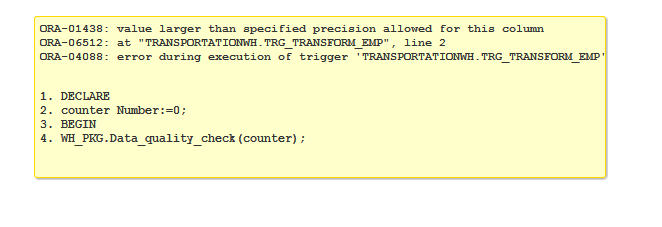 ORA-01438: value larger than specified precision allowed for this column
ORA-06512: at "TRANSPORTATIONWH.TRG_TRANSFORM_EMP", line 2
ORA-04088: error during execution of trigger 'TRANSPORTATIONWH.TRG_TRANSFORM_EMP'
1. DECLARE
2. counter Number:=0;
3. BEGIN
4. WH_PKG.Data_quality_check(counter);